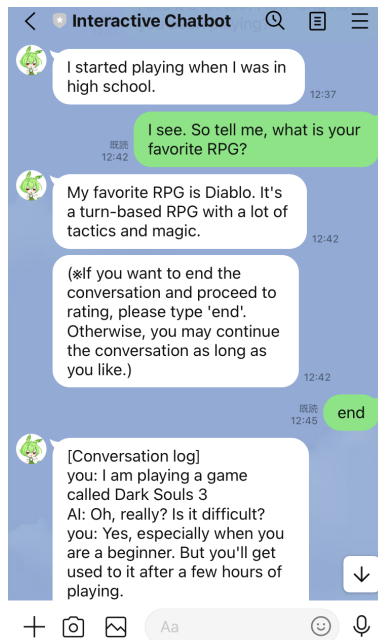 Interactive Chatbot
I started playing when I was in
high school.
12:37
I see. So tell me, what is your
favorite RPG?
既読
12:42
My favorite RPG is Diablo. It's
a turn-based RPG with a lot of
tactics and magic.
12:42
(※If you want to end the
conversation and proceed to
rating, please type 'end'.
Otherwise, you may continue
the conversation as long as
you like.)
12:42
end
既読
12:45
[Conversation log]
you: I am playing a game
called Dark Souls 3
AI: Oh, really? Is it difficult?
you: Yes, especially when you
are a beginner. But you'll get
used to it after a few hours of
playing.
Aa